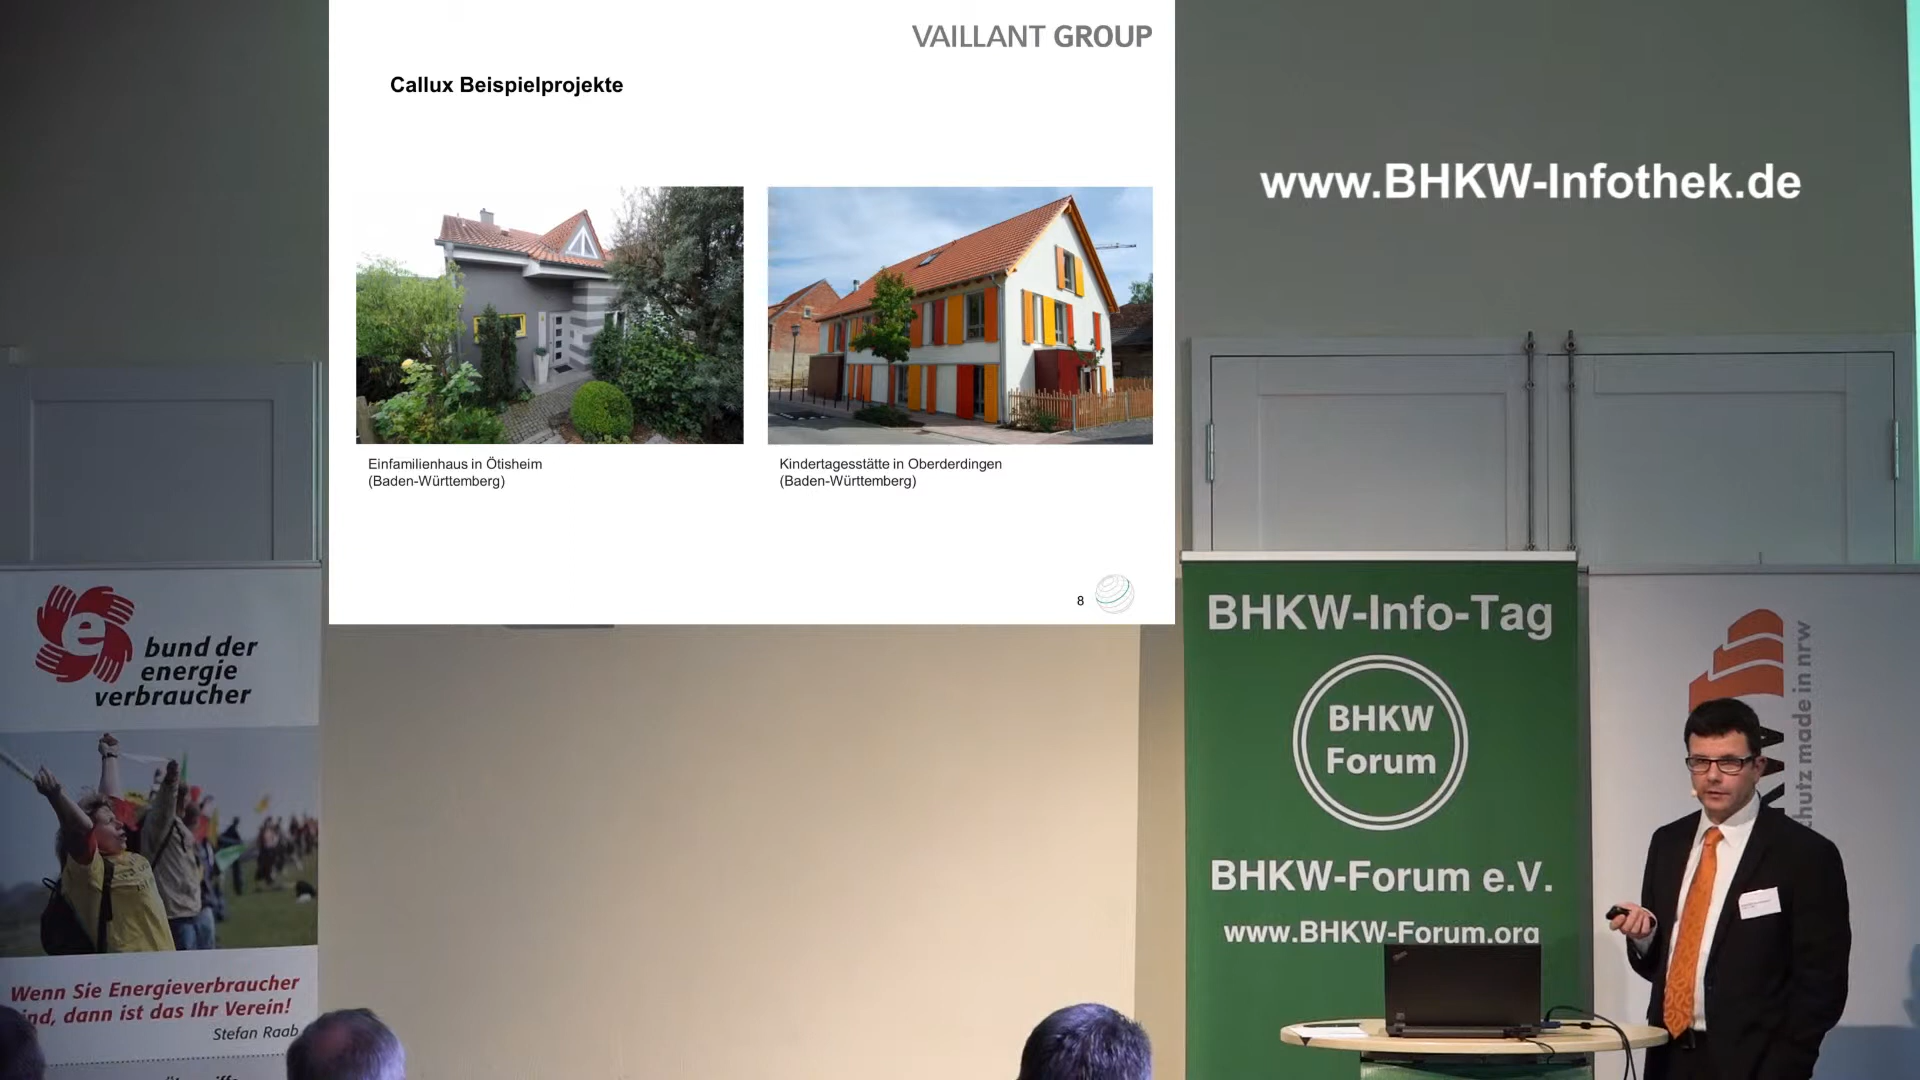 VAILLANT GROUP
Callux Beispielprojekte
Einfamilienhaus in Ötisheim
(Baden-Württemberg)
Kindertagesstätte in Oberderdingen
(Baden-Württemberg)
8
www.BHKW-Infothek.de
e
bund der
energie
verbraucher
Wenn Sie Energieverbraucher
sind, dann ist das Ihr Verein!
Stefan Raab
BHKW-Info-Tag
BHKW
Forum
BHKW-Forum e.V.
www.BHKW-Forum.org
made in nrw